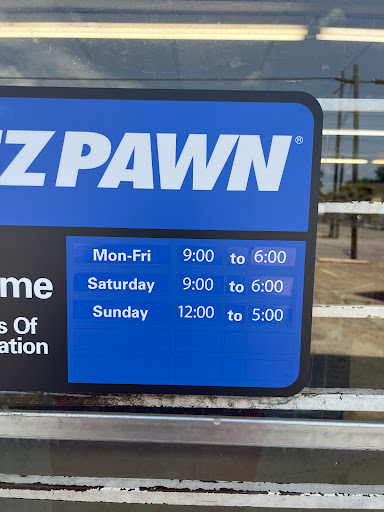 ZPAWN®
Mon-Fri 9:00 to 6:00
Saturday 9:00 to 6:00
Sunday 12:00 to 5:00
me
s Of
ation